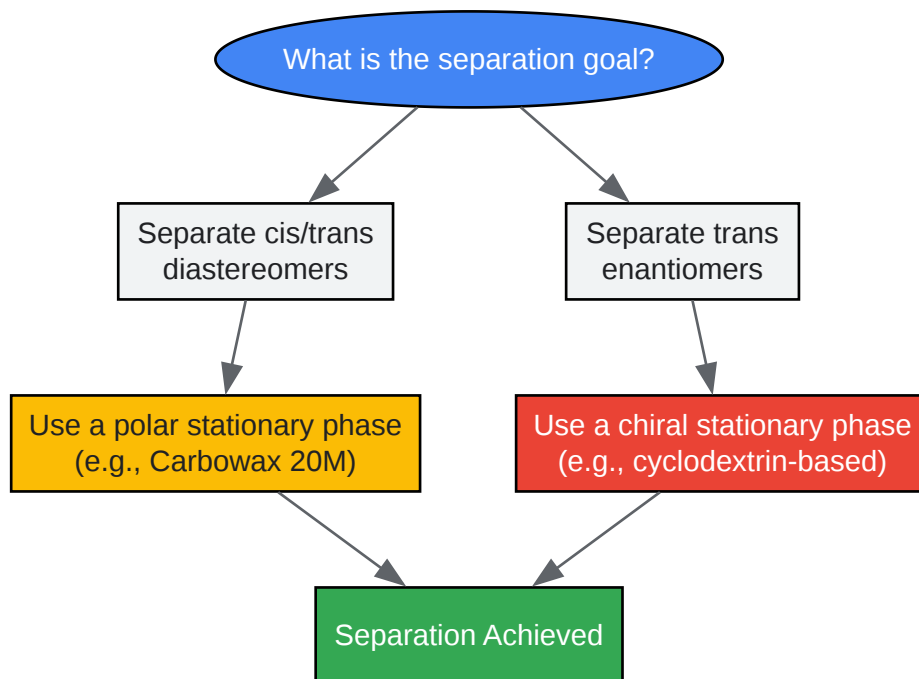 What is the separation goal?
Separate cis/trans
diastereomers
Separate trans
enantiomers
Use a polar stationary phase
(e.g., Carbowax 20M)
Use a chiral stationary phase
(e.g., cyclodextrin-based)
Separation Achieved